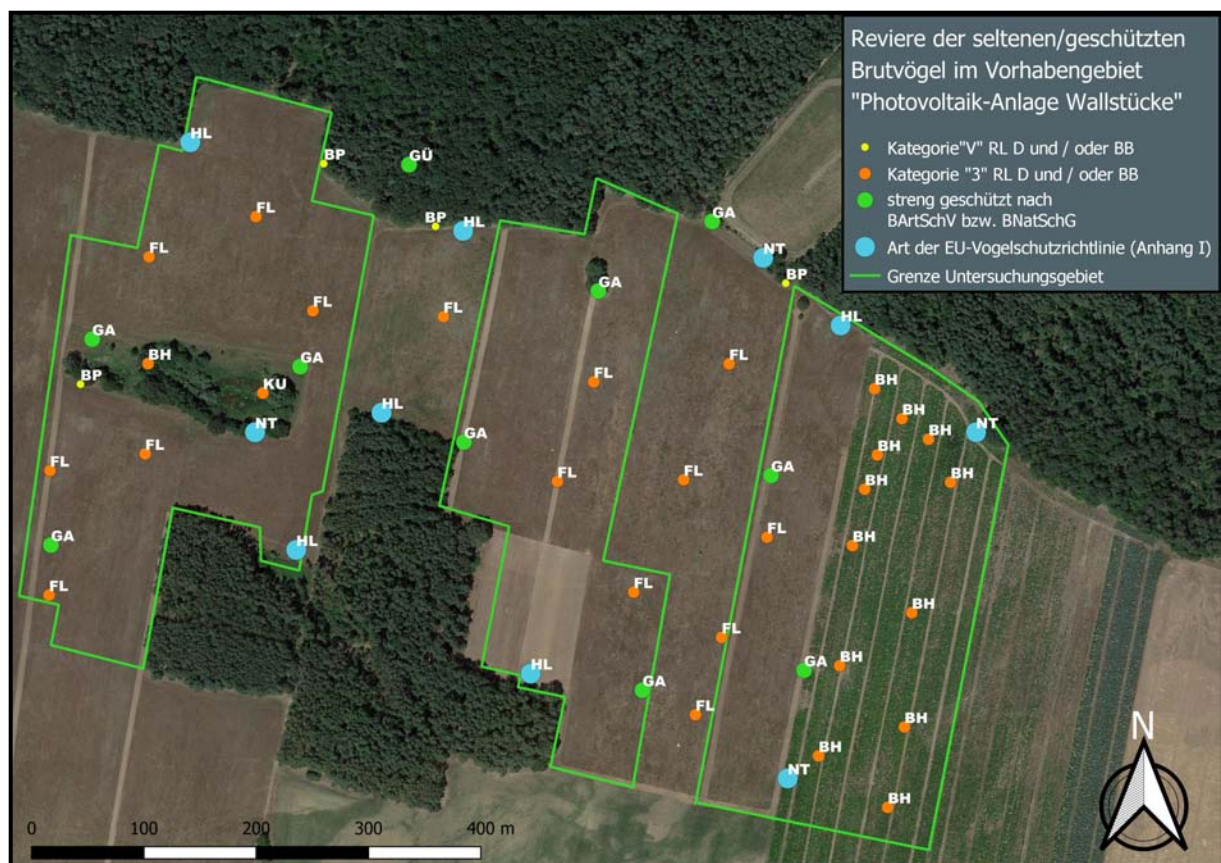 Reviere der seltenen/geschützten
Brutvögel im Vorhabengebiet
"Photovoltaik-Anlage Wallstücke"
Kategorie"V" RL D und / oder BB
Kategorie "3" RL D und / oder BB
streng geschützt nach
BArtSchV bzw. BNatSchG
Art der EU-Vogelschutzrichtlinie (Anhang I)
Grenze Untersuchungsgebiet
HL
BP
GÜ
FL
BP
HL
GA
FL
NT
BP
GA
FL
FL
HL
GA
BH
GA
FL
FL
BH
BP
KU
BH
HL
BH
NT
NT
GA
BH
FL
BH
FL
FL
FL
GA
BH
BH
GA
HL
FL
BH
FL
FL
BH
FL
BH
HL
GA
GA
FL
BH
BH
NT
BH
N
0
100
200
300
400 m